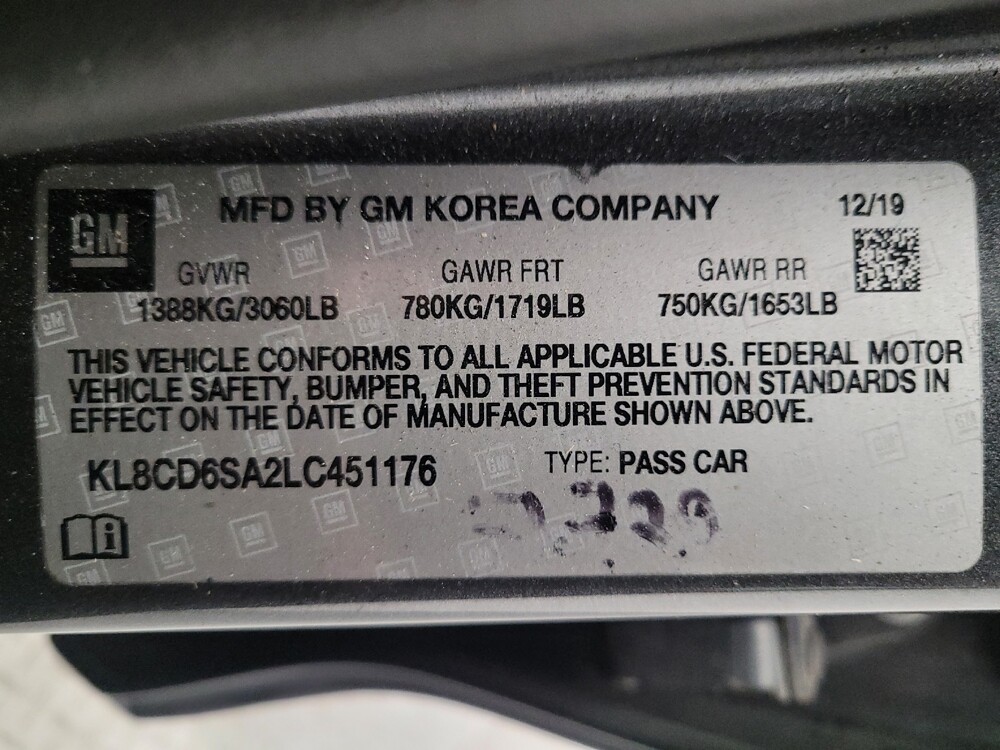 GM
MFD BY GM KOREA COMPANY 12/19
GVWR GAWR FRT GAWR RR
1388KG/3060LB 780KG/1719LB 750KG/1653LB
THIS VEHICLE CONFORMS TO ALL APPLICABLE U.S. FEDERAL MOTOR
VEHICLE SAFETY, BUMPER, AND THEFT PREVENTION STANDARDS IN
EFFECT ON THE DATE OF MANUFACTURE SHOWN ABOVE.
KL8CD6SA2LC451176 TYPE: PASS CAR